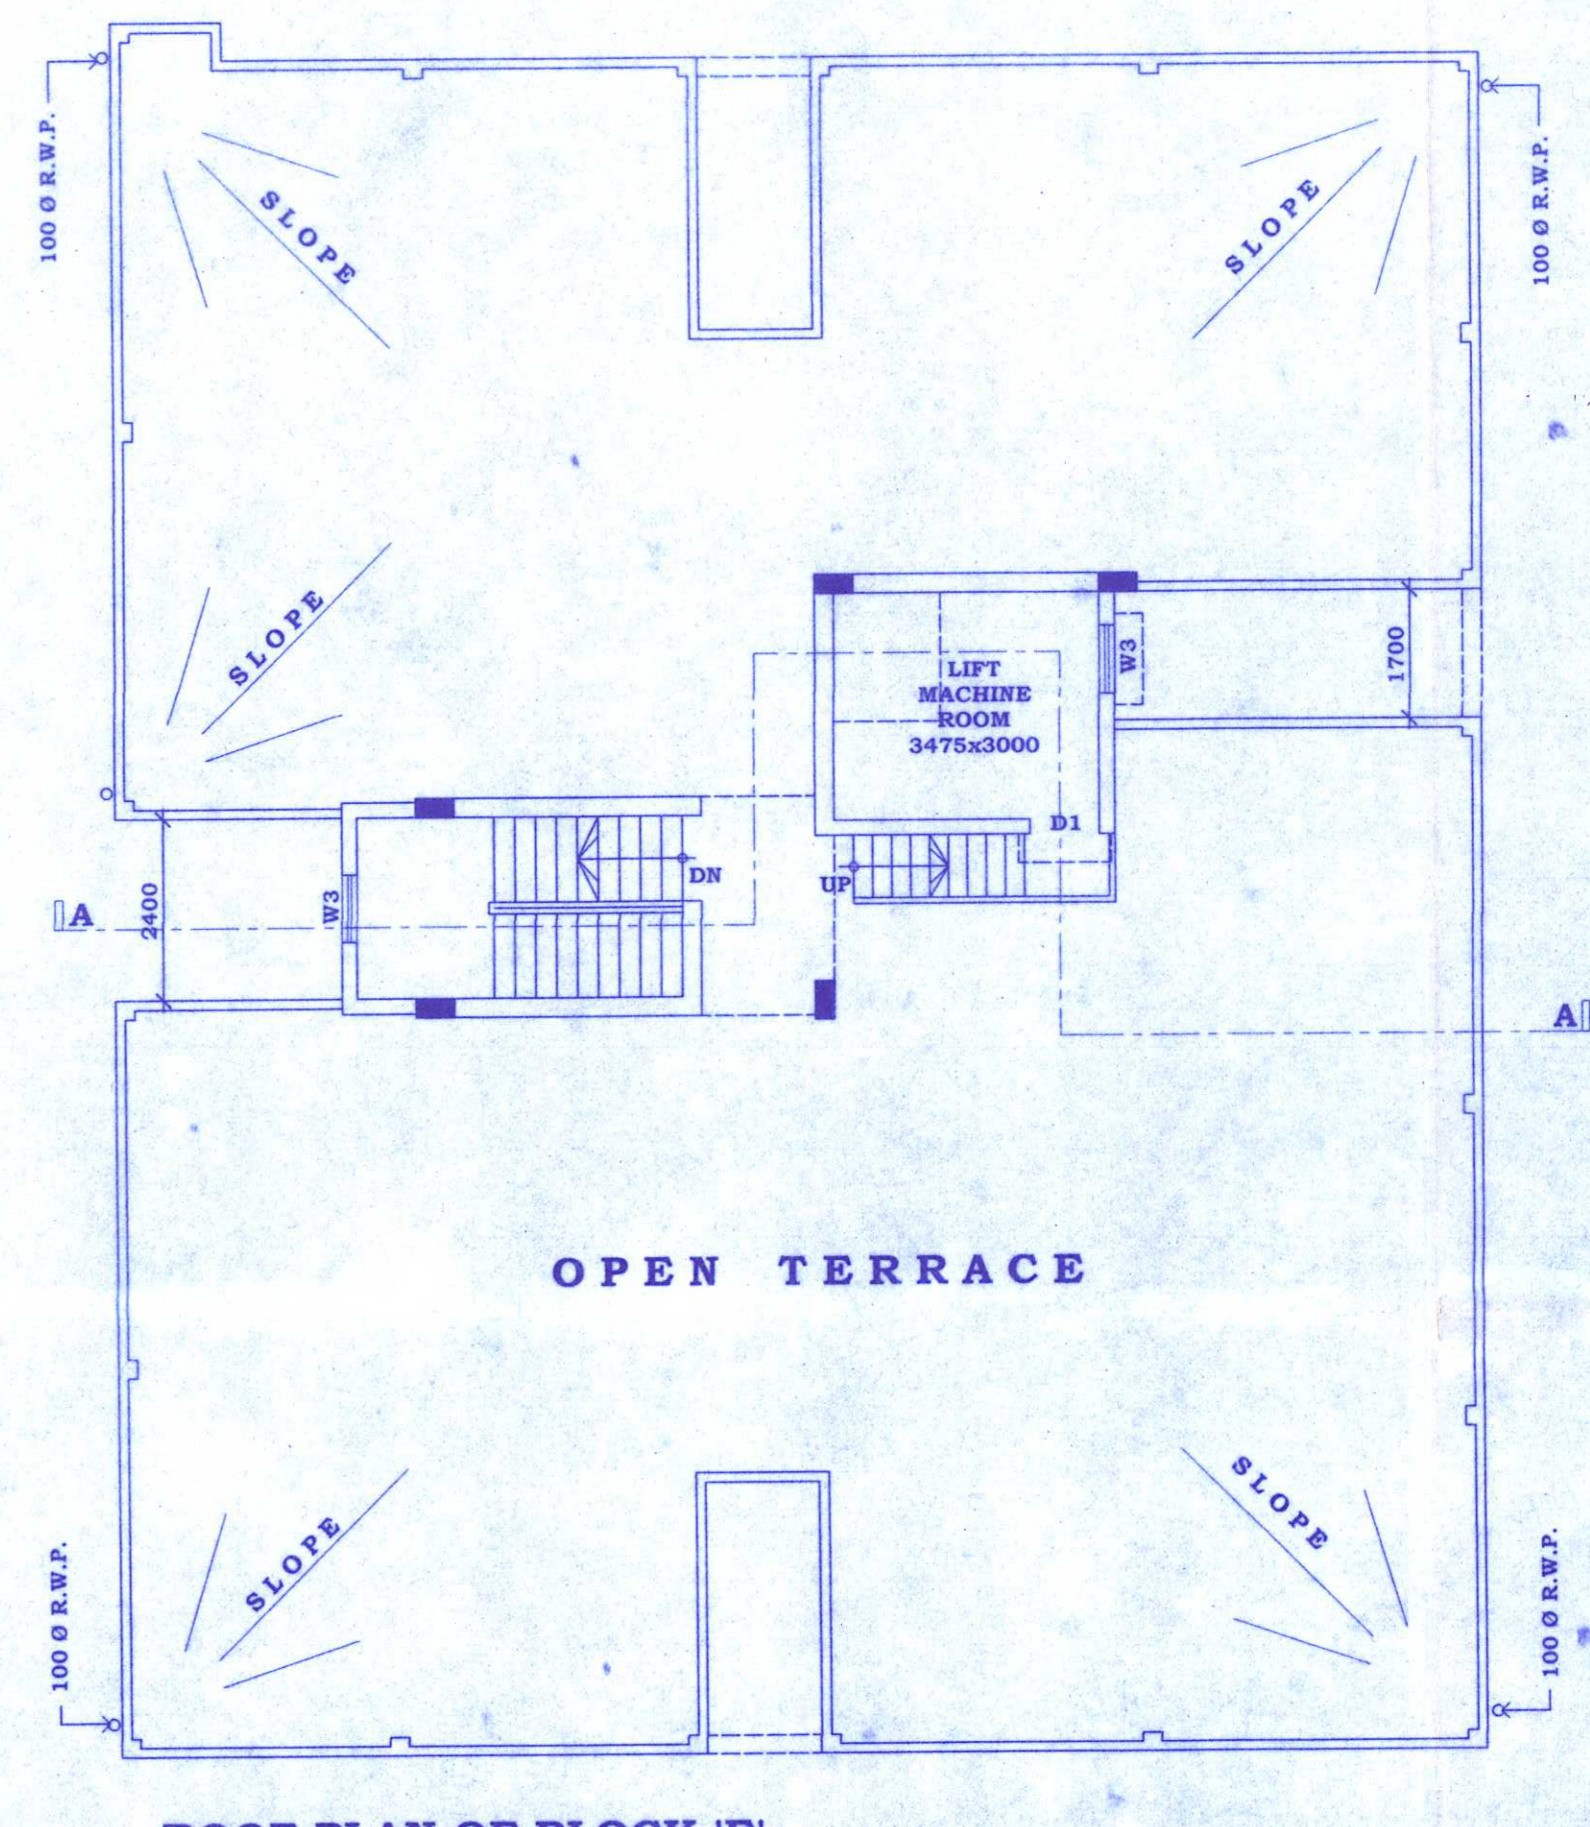 100 Ø R.W.P.
SLOPE
SLOPE
100 Ø R.W.P.
SLOPE
LIFT
MACHINE
ROOM
3475x3000
W3
1700
D1
DN
UP
W3
2400
A
A
OPEN TERRACE
SLOPE
SLOPE
100 Ø R.W.P.
100 Ø R.W.P.